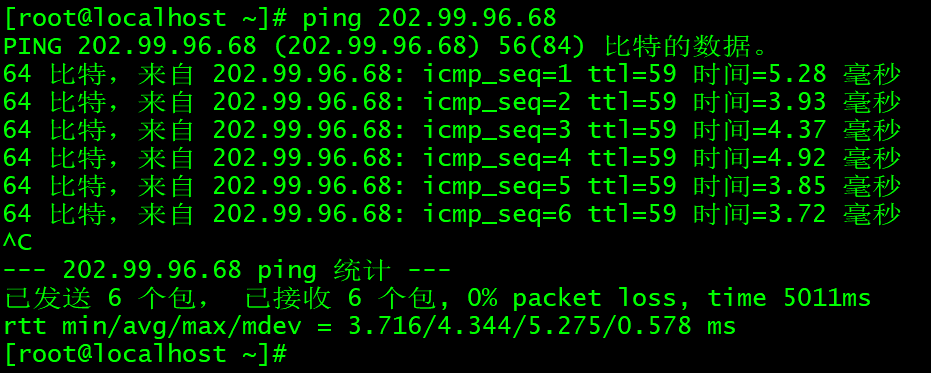 [root@localhost ~]# ping 202.99.96.68
PING 202.99.96.68 (202.99.96.68) 56(84) 比特的数据。
64 比特，来自 202.99.96.68: icmp_seq=1 ttl=59 时间=5.28 毫秒
64 比特，来自 202.99.96.68: icmp_seq=2 ttl=59 时间=3.93 毫秒
64 比特，来自 202.99.96.68: icmp_seq=3 ttl=59 时间=4.37 毫秒
64 比特，来自 202.99.96.68: icmp_seq=4 ttl=59 时间=4.92 毫秒
64 比特，来自 202.99.96.68: icmp_seq=5 ttl=59 时间=3.85 毫秒
64 比特，来自 202.99.96.68: icmp_seq=6 ttl=59 时间=3.72 毫秒
^C
--- 202.99.96.68 ping 统计 ---
已发送 6 个包， 已接收 6 个包, 0% packet loss, time 5011ms
rtt min/avg/max/mdev = 3.716/4.344/5.275/0.578 ms
[root@localhost ~]#